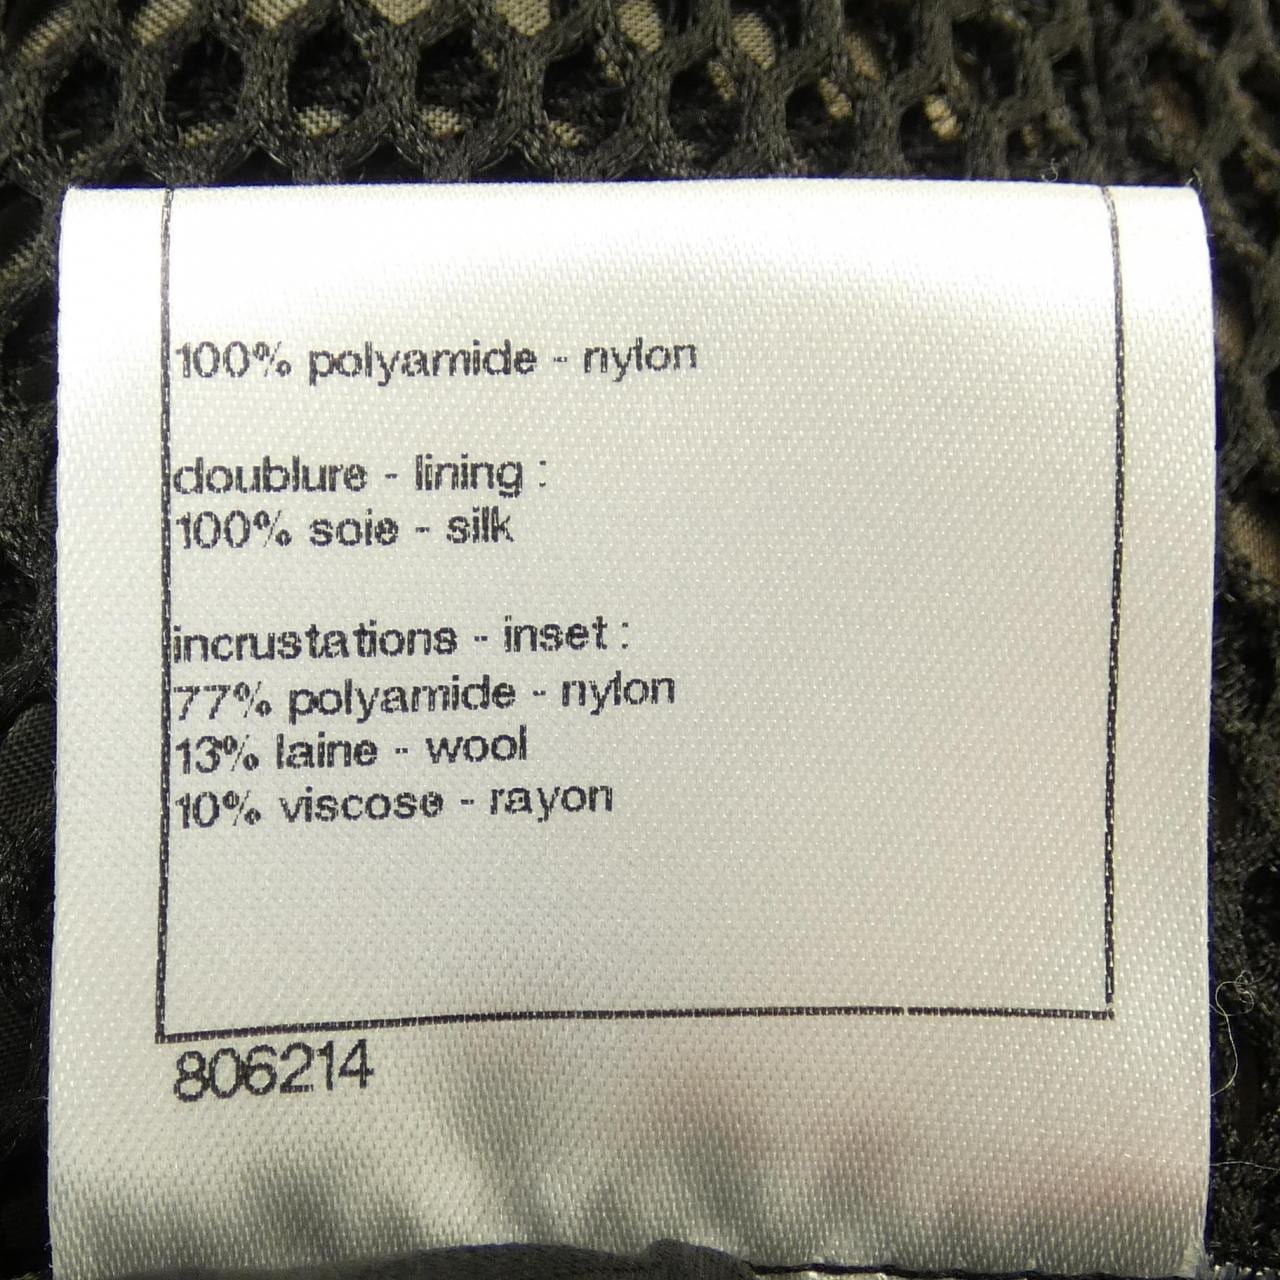 100% polyamide - nylon
doublure - lining :
100% soie - silk
incrustations - inset :
77% polyamide - nylon
13% laine - wool
10% viscose - rayon
806214